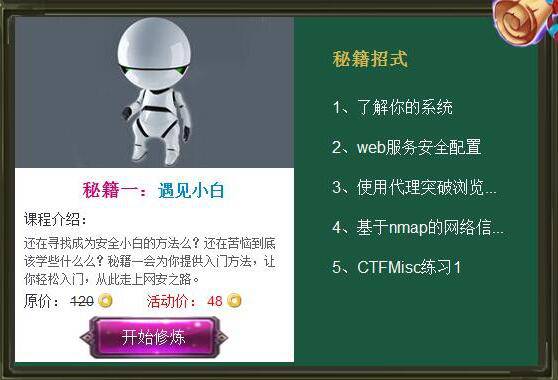 秘籍一：遇见小白
课程介绍：
还在寻找成为安全小白的方法么？还在苦恼到底
该学些什么么？秘籍一会为你提供入门方法，让
你轻松入门，从此走上网安之路。
原价： 120 活动价： 48
开始修炼
秘籍招式
1、了解你的系统
2、web服务安全配置
3、使用代理突破浏览...
4、基于nmap的网络信...
5、CTFMisc练习1